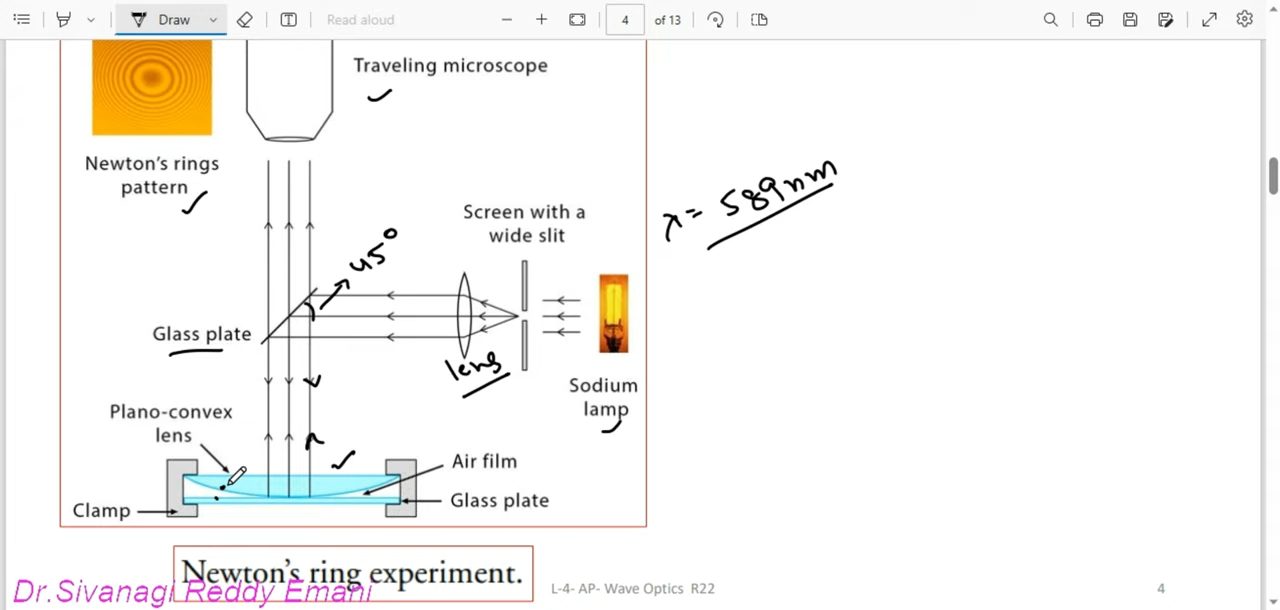 Draw
Read aloud
4
of 13
Traveling microscope
Newton's rings
pattern
λ= 589nm
Screen with a
wide slit
45°
Glass plate
lens
Sodium
lamp
Plano-convex
lens
Air film
Glass plate
Clamp
Newton's ring experiment.
Dr.Sivanagi Reddy Emani
L-4- AP- Wave Optics  R22
4